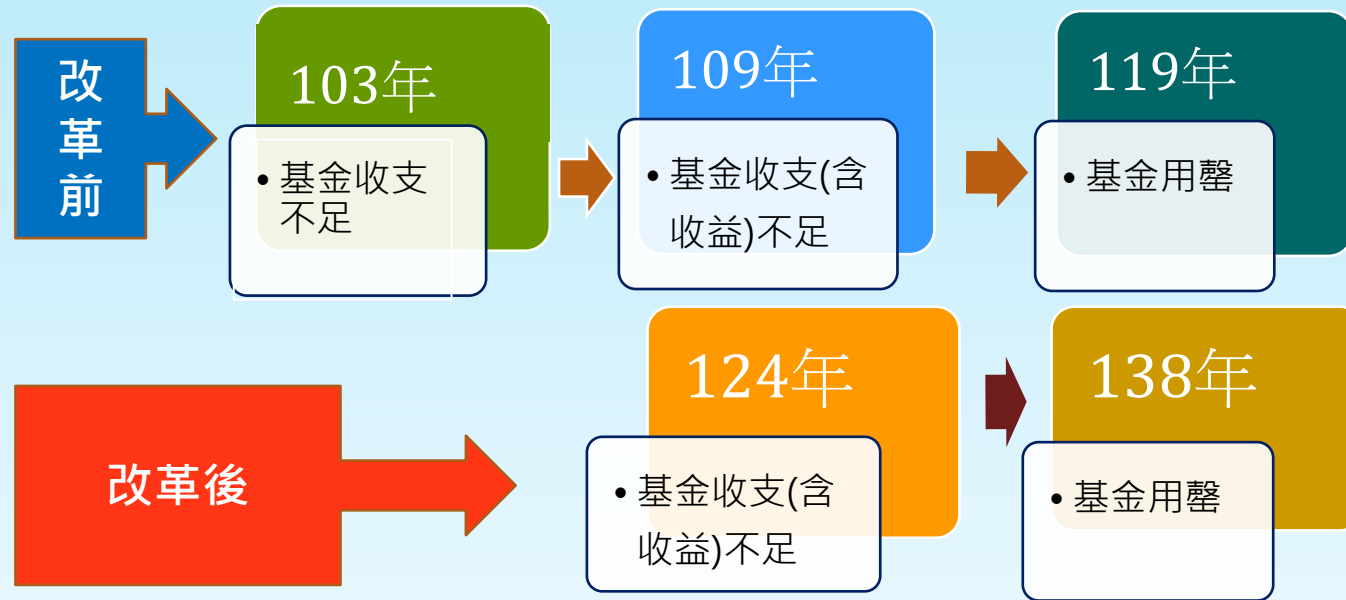 改
革
前
103年
• 基金收支
不足
109年
• 基金收支(含
收益)不足
119年
• 基金用罄
改革後
124年
• 基金收支(含
收益)不足
138年
• 基金用罄